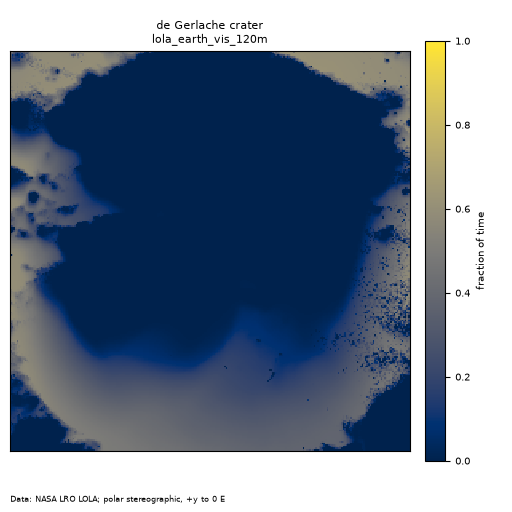 de Gerlache crater
lola_earth_vis_120m
1.0
0.8
0.6
0.4
0.2
0.0
fraction of time
Data: NASA LRO LOLA; polar stereographic, +y to 0 E